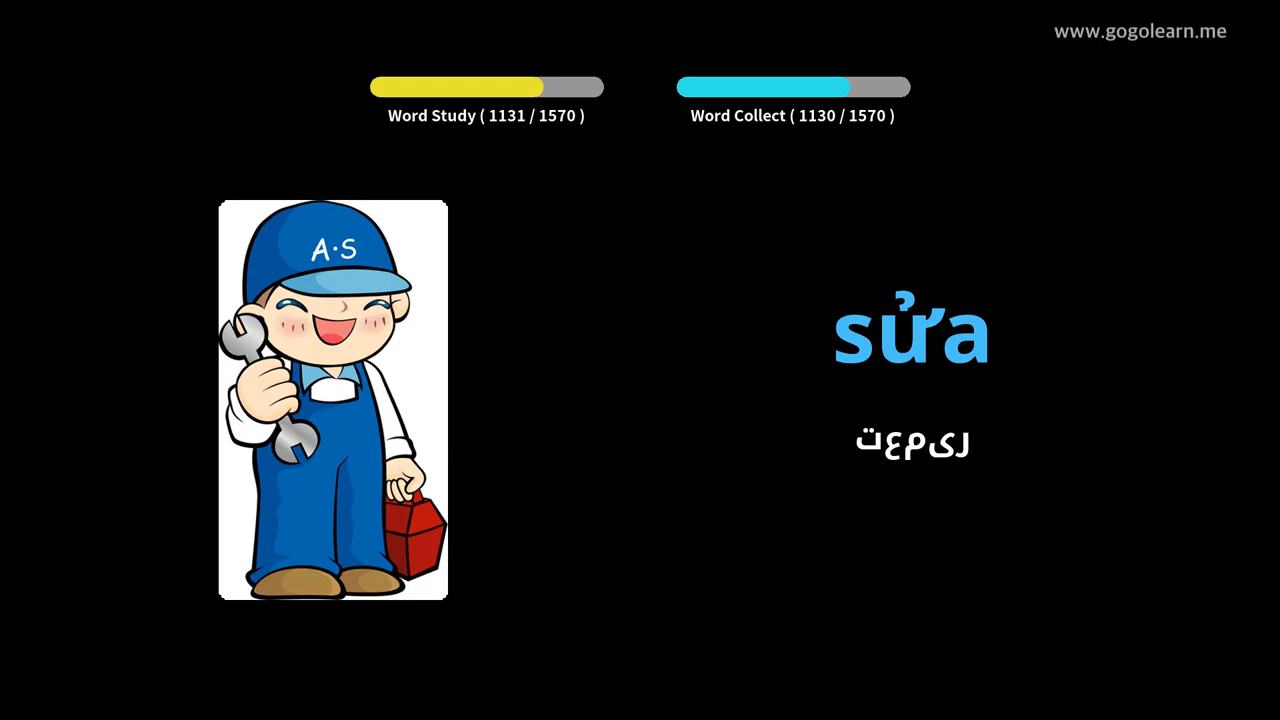 www.gogolearn.me
Word Study ( 1131 / 1570 )
Word Collect ( 1130 / 1570 )
A·S
sửa
تعمیر